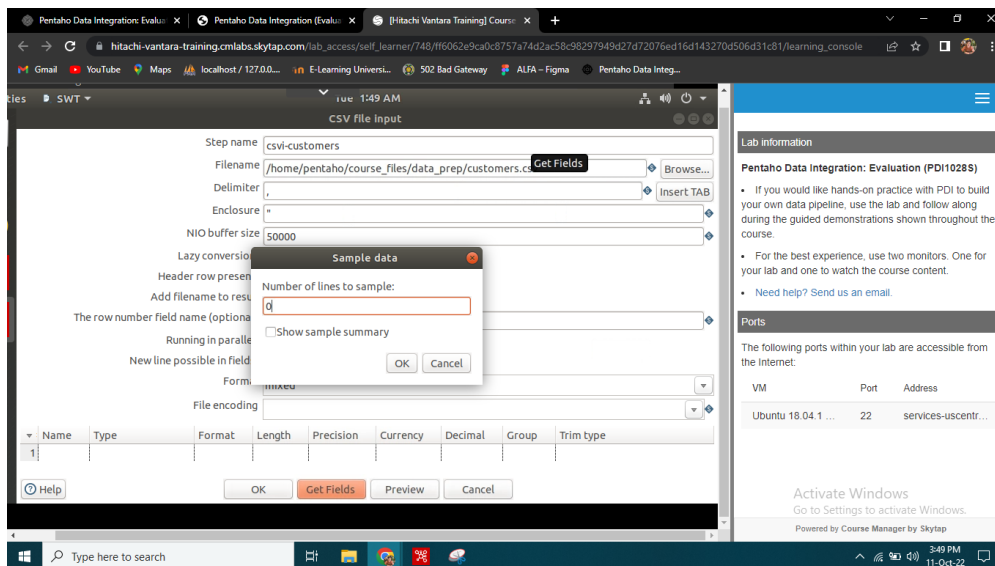 Pentaho Data Integration: Evalua
Pentaho Data Integration (Evalua
[Hitachi Vantara Training] Course
hitachi-vantara-training.cmlabs.skytap.com/lab_access/self_learner/748/ff6062e9ca0c8757a74d2ac58c98297949d27d72076ed16d143270d506d31c81/learning_console
Gmail YouTube Maps localhost / 127.0.0.... E-Learning Universi... 502 Bad Gateway ALFA – Figma Pentaho Data Integ...
ties SWT
Tue 1:49 AM
CSV file input
Step name csvi-customers
Filename /home/pentaho/course_files/data_prep/customers.cs Browse...
Get Fields
Delimiter , Insert TAB
Enclosure "
NIO buffer size 50000
Lazy conversio
Header row presen
Add filename to resu
The row number field name (optiona
Running in paralle
New line possible in field
Form mixed
File encoding
Sample data
Number of lines to sample:
0
Show sample summary
OK Cancel
Name Type Format Length Precision Currency Decimal Group Trim type
1
Help OK Get Fields Preview Cancel
Lab information
Pentaho Data Integration: Evaluation (PDI1028S)
• If you would like hands-on practice with PDI to build
your own data pipeline, use the lab and follow along
during the guided demonstrations shown throughout the
course.
• For the best experience, use two monitors. One for
your lab and one to watch the course content.
• Need help? Send us an email.
Ports
The following ports within your lab are accessible from
the Internet:
VM Port Address
Ubuntu 18.04.1 ... 22 services-uscentr...
Activate Windows
Go to Settings to activate Windows.
Powered by Course Manager by Skytap
Type here to search
3:49 PM
11-Oct-22